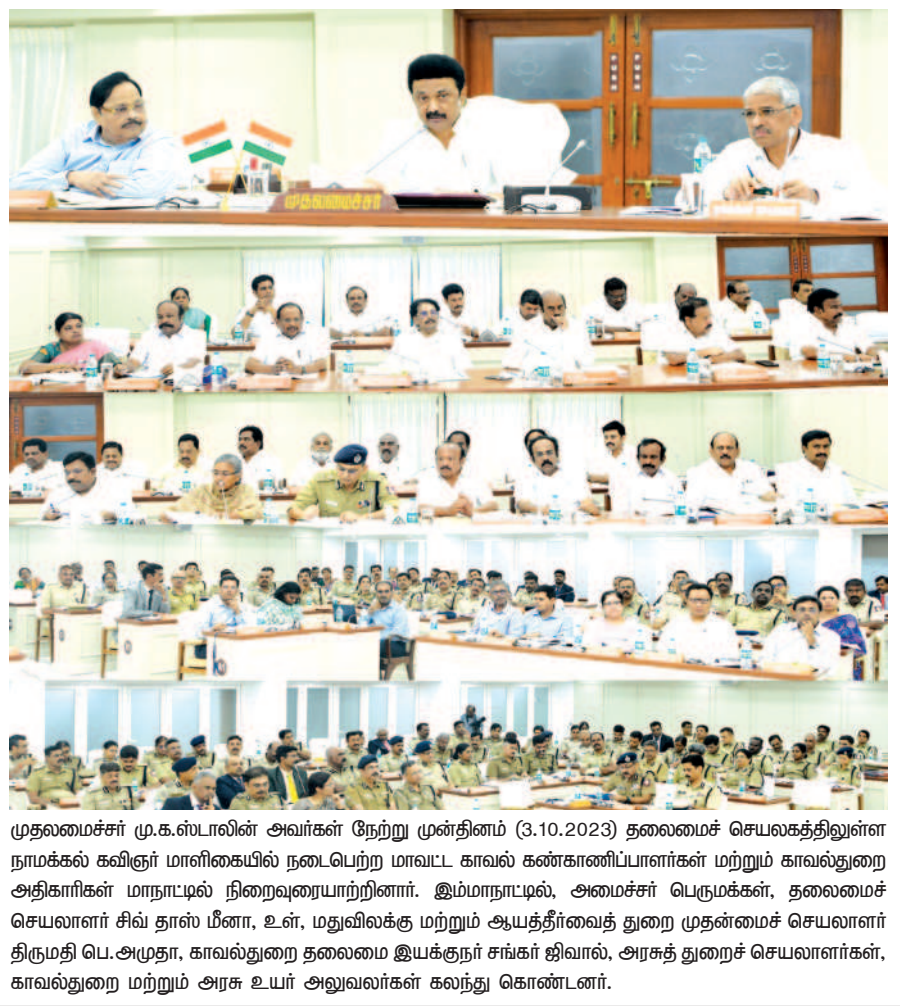 முதலமைச்சர்
முதலமைச்சர் மு.க.ஸ்டாலின் அவர்கள் நேற்று முன்தினம் (3.10.2023) தலைமைச் செயலகத்திலுள்ள
நாமக்கல் கவிஞர் மாளிகையில் நடைபெற்ற மாவட்ட காவல் கண்காணிப்பாளர்கள் மற்றும் காவல்துறை
அதிகாரிகள் மாநாட்டில் நிறைவுரையாற்றினார். இம்மாநாட்டில், அமைச்சர் பெருமக்கள், தலைமைச்
செயலாளர் சிவ் தாஸ் மீனா, உள், மதுவிலக்கு மற்றும் ஆயத்தீர்வைத் துறை முதன்மைச் செயலாளர்
திருமதி பெ.அமுதா, காவல்துறை தலைமை இயக்குநர் சங்கர் ஜிவால், அரசுத் துறைச் செயலாளர்கள்,
காவல்துறை மற்றும் அரசு உயர் அலுவலர்கள் கலந்து கொண்டனர்.